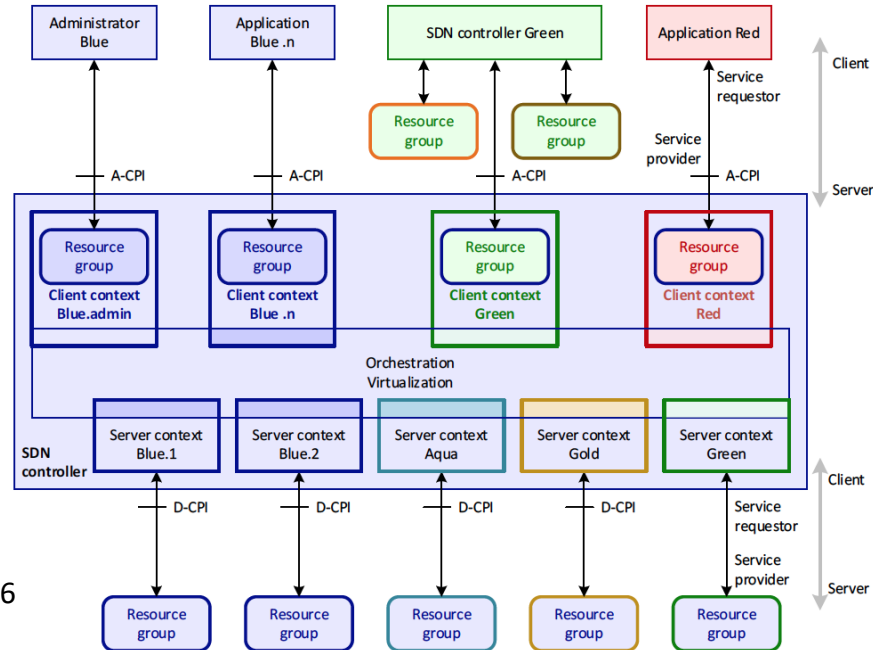 Administrator
Blue
Application
Blue .n
SDN controller Green
Application Red
Client
Service
requestor
Resource
group
Resource
group
Service
provider
A-CPI
A-CPI
A-CPI
A-CPI
Server
Resource
group
Resource
group
Resource
group
Resource
group
Client context
Blue.admin
Client context
Blue .n
Client context
Green
Client context
Red
Orchestration
Virtualization
SDN
controller
Server context
Blue.1
Server context
Blue.2
Server context
Aqua
Server context
Gold
Server context
Green
Client
D-CPI
D-CPI
D-CPI
D-CPI
Service
requestor
Service
provider
Server
6
Resource
group
Resource
group
Resource
group
Resource
group
Resource
group